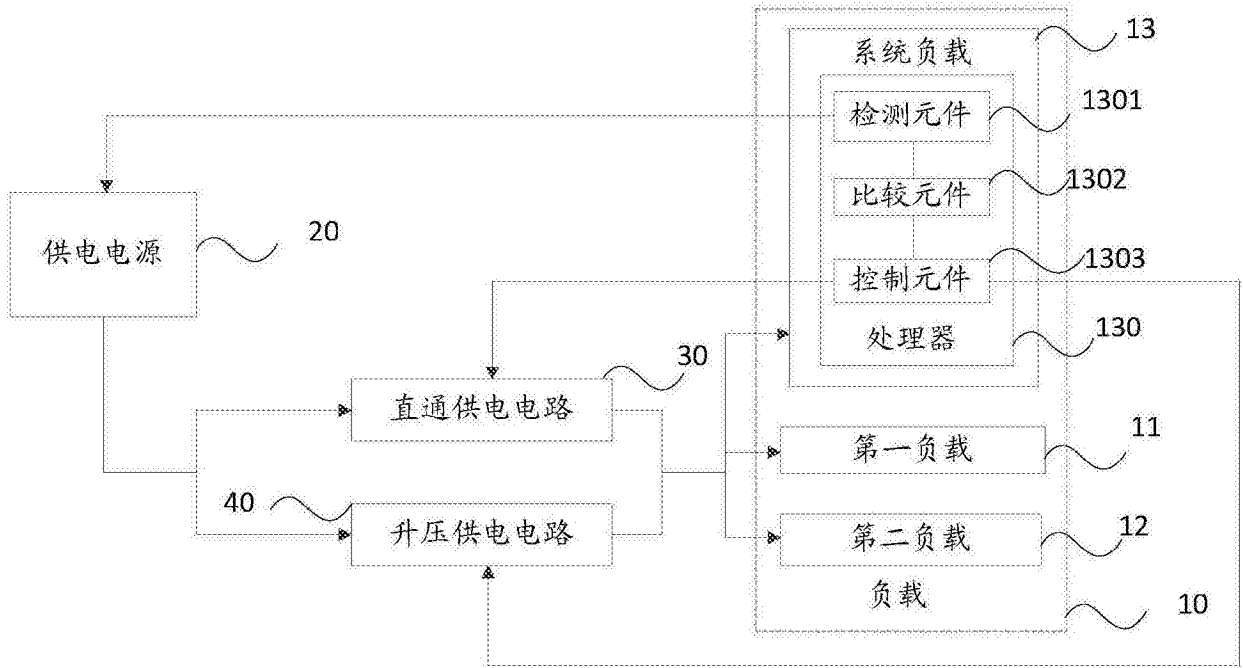 系统负载
13
检测元件
1301
比较元件
1302
供电电源
20
控制元件
1303
处理器
130
直通供电电路
30
第一负载
11
40
升压供电电路
第二负载
12
负载
10